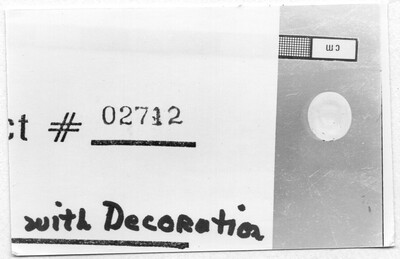 cm
ct # 02712
with Decoration